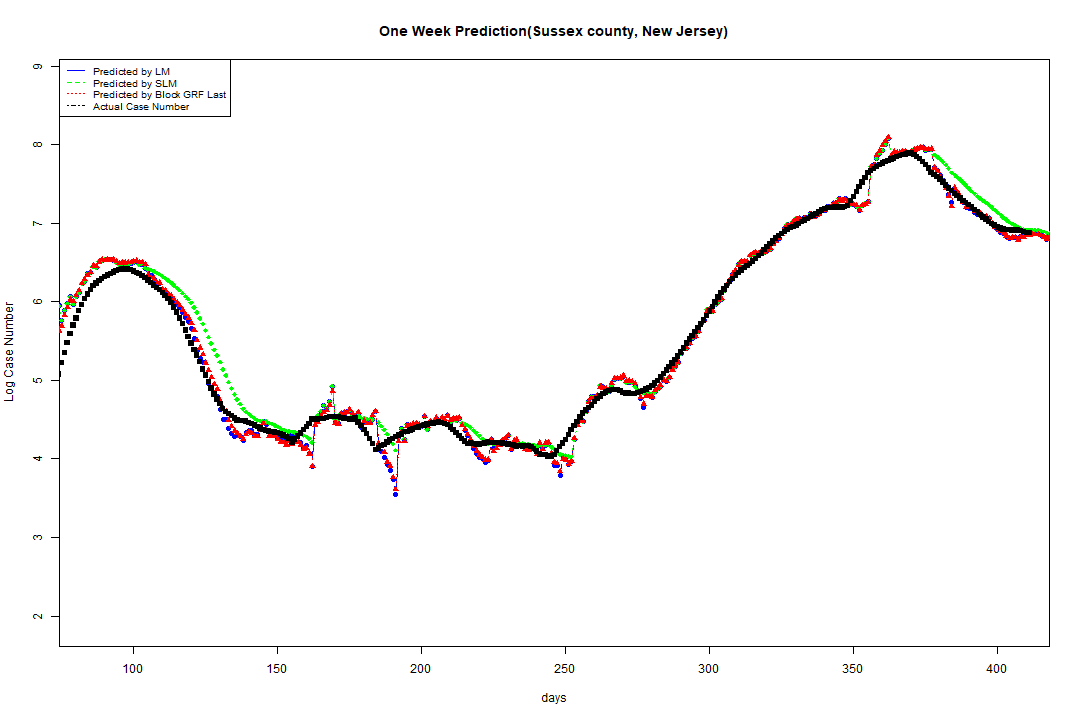 One Week Prediction(Sussex county, New Jersey)
Predicted by LM
Predicted by SLM
Predicted by Block GRF Last
Actual Case Number
Log Case Number
9
8
7
6
5
4
3
2
100 150 200 250 300 350 400
days